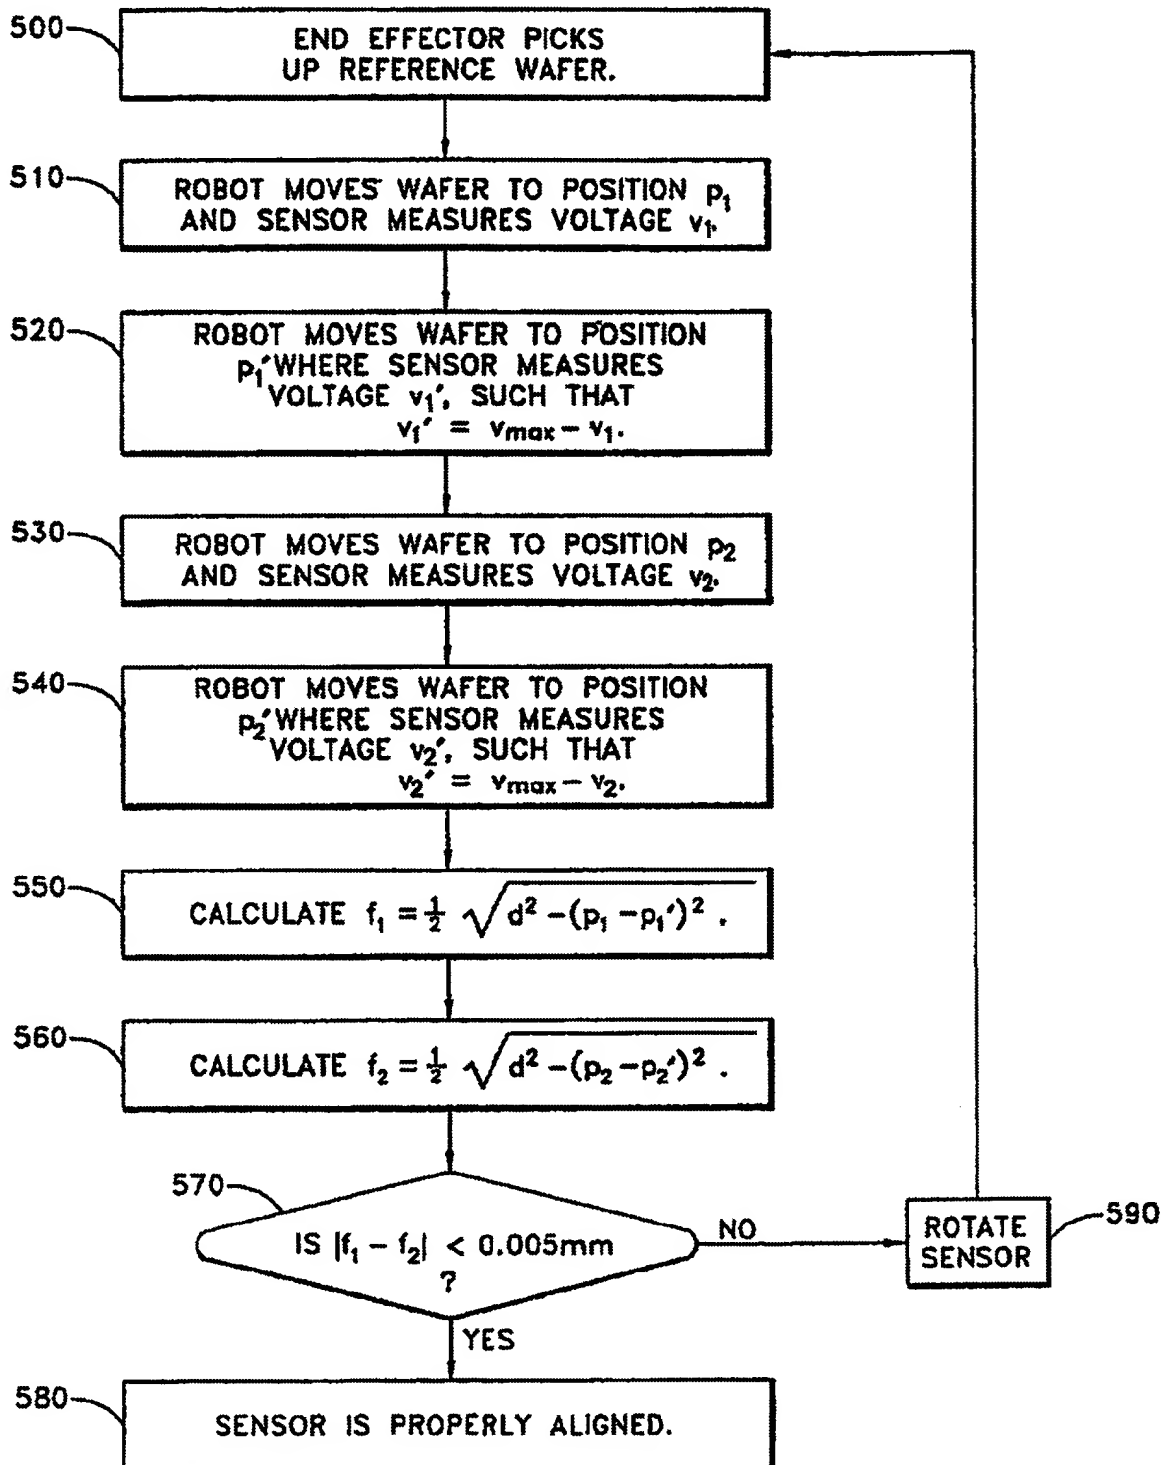 500
END EFFECTOR PICKS
UP REFERENCE WAFER.
510
ROBOT MOVES WAFER TO POSITION p₁
AND SENSOR MEASURES VOLTAGE v₁.
520
ROBOT MOVES WAFER TO POSITION
p₁′ WHERE SENSOR MEASURES
VOLTAGE v₁′, SUCH THAT
v₁′ = vmax − v₁.
530
ROBOT MOVES WAFER TO POSITION p₂
AND SENSOR MEASURES VOLTAGE v₂.
540
ROBOT MOVES WAFER TO POSITION
p₂′ WHERE SENSOR MEASURES
VOLTAGE v₂′, SUCH THAT
v₂′ = vmax − v₂.
550
CALCULATE f₁ = ½ √d² −(p₁ −p₁′)² .
560
CALCULATE f₂ = ½ √d² −(p₂ −p₂′)² .
570
IS |f₁ − f₂| < 0.005mm
?
NO
ROTATE
SENSOR
590
YES
580
SENSOR IS PROPERLY ALIGNED.